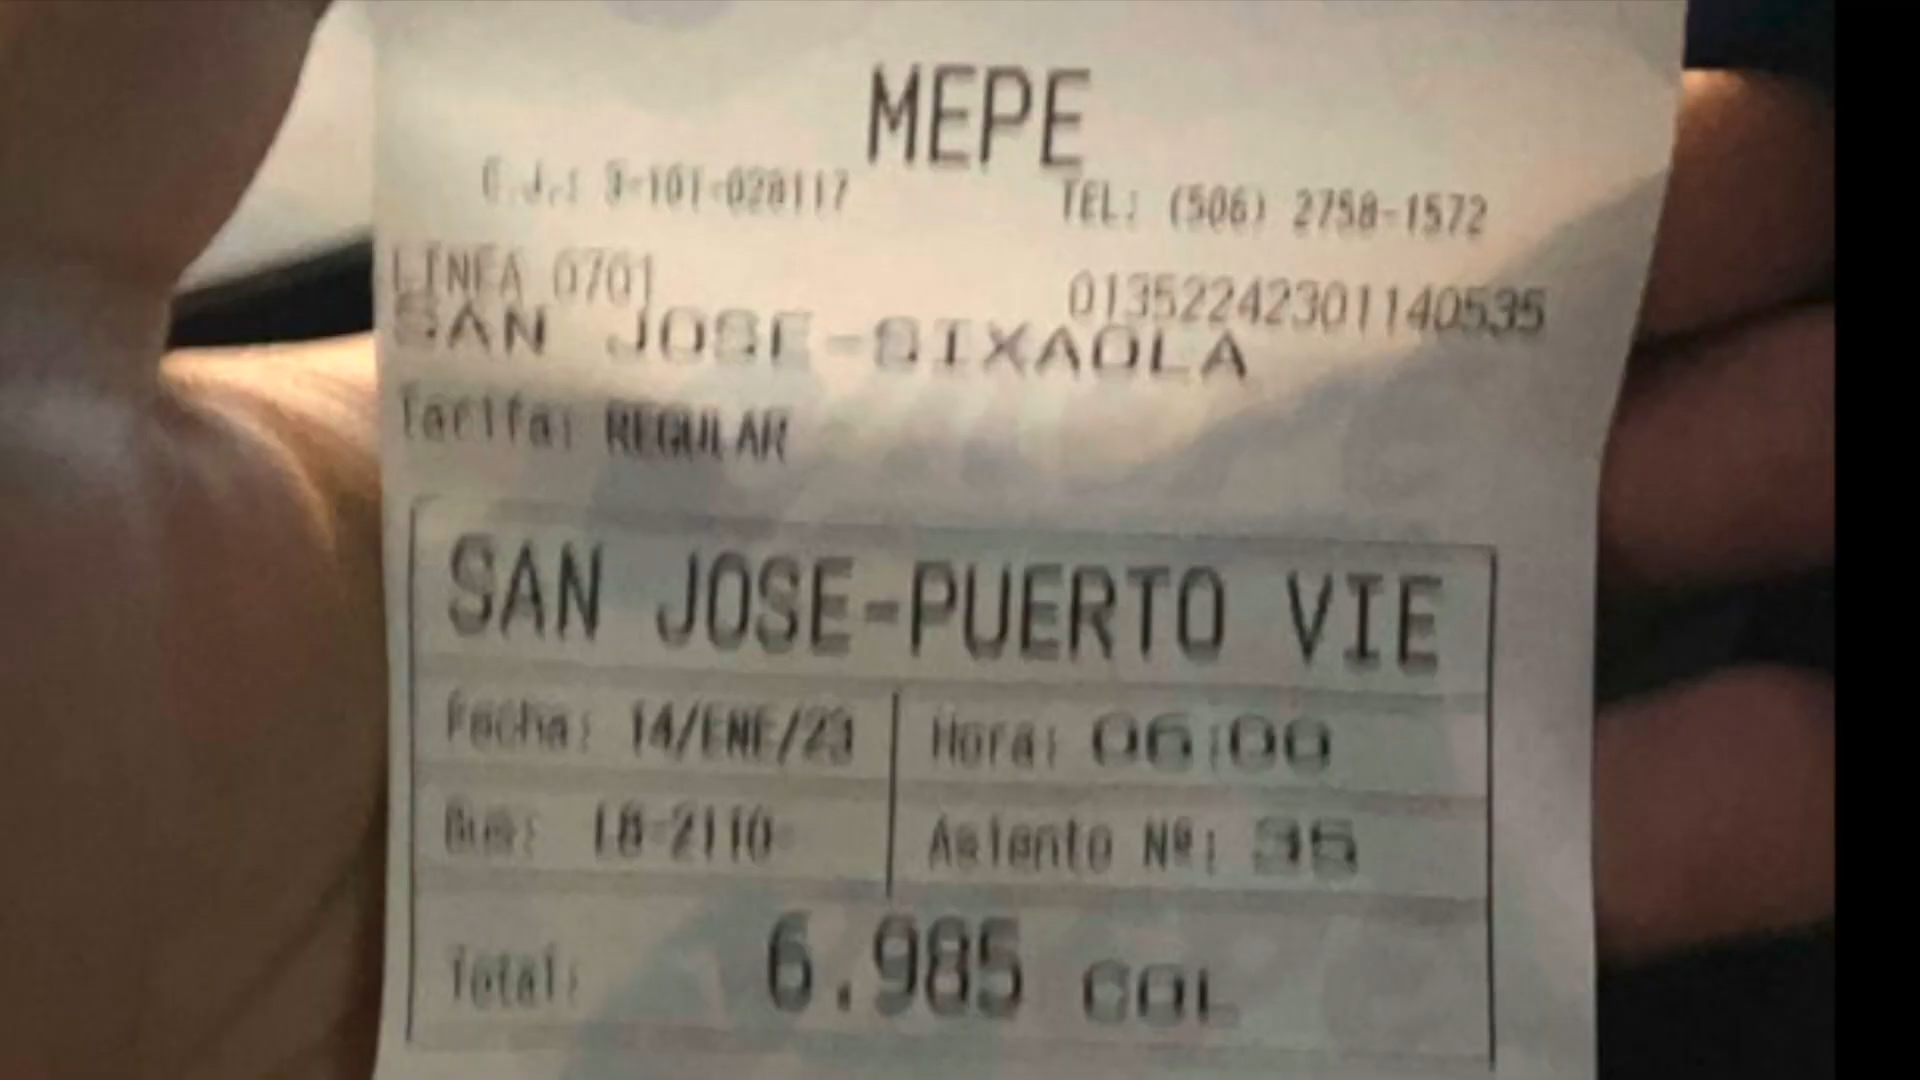 MEPE
C.J.: 3-101-028117 TEL: (506) 2758-1572
LINEA 0701 01352242301140535
SAN JOSE-SIXAOLA
Tarifa: REGULAR
SAN JOSE-PUERTO VIE
Fecha: 14/ENE/23 Hora: 06:00
Bus: LB-2110 Asiento Nº: 35
Total: 6.985 COL